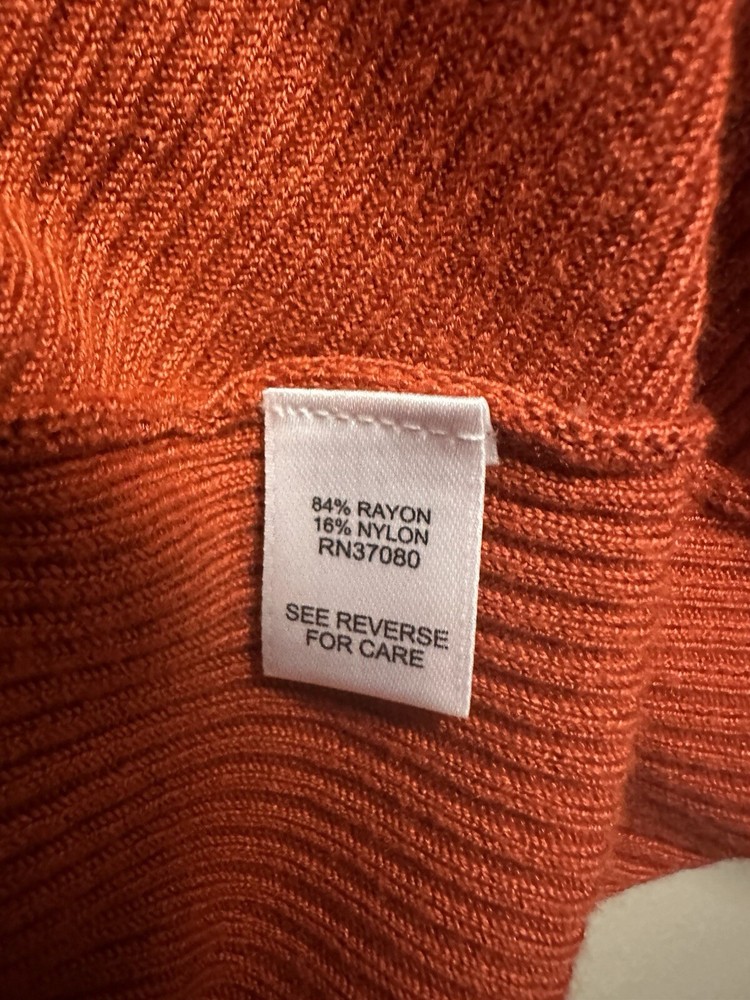 84% RAYON
16% NYLON
RN37080
SEE REVERSE
FOR CARE